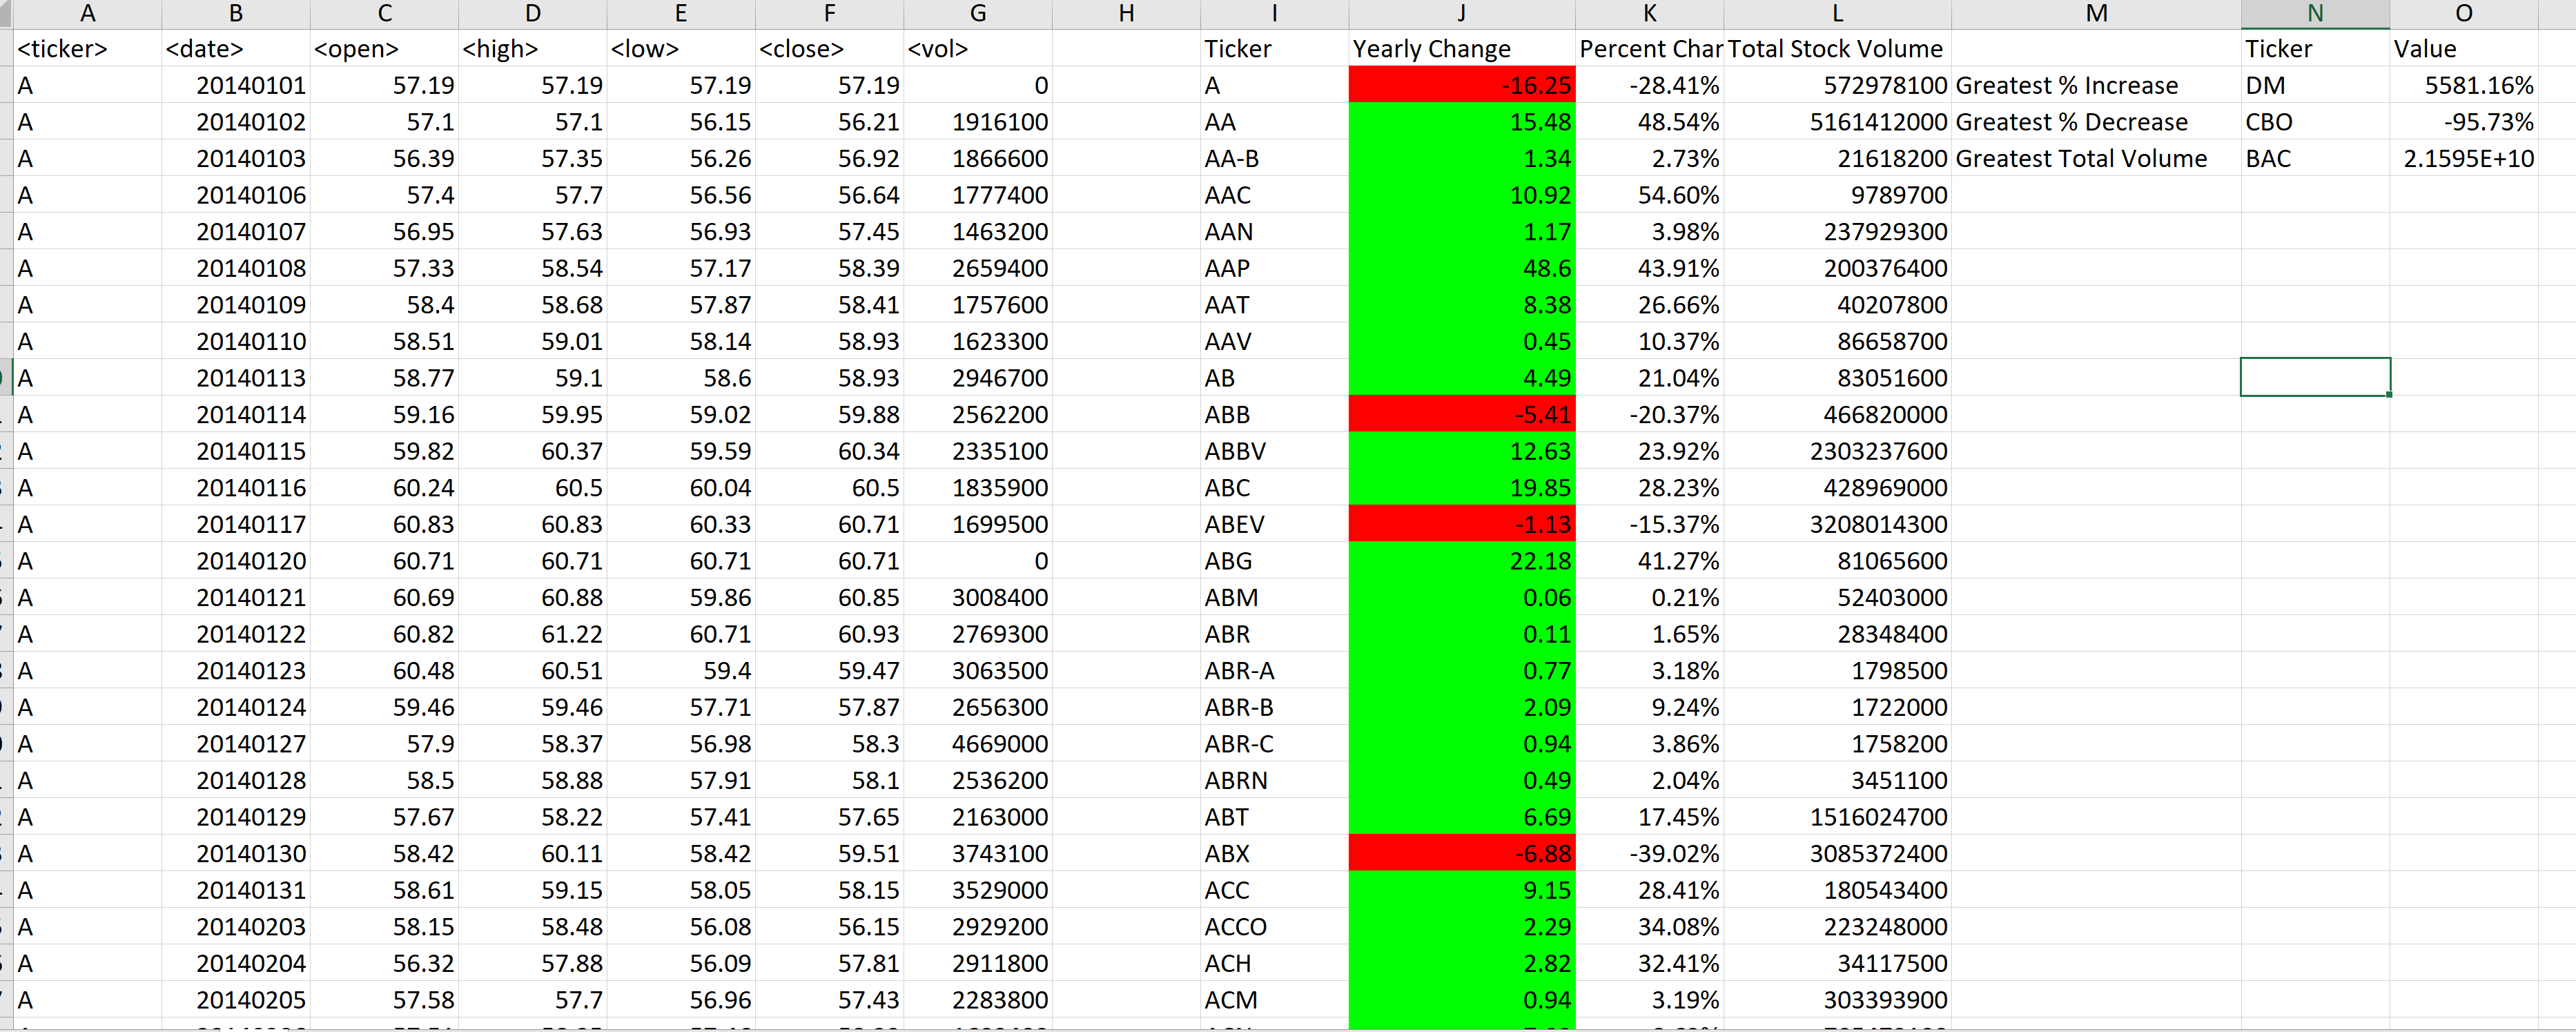 A B C D E F G H I J K L M N O
<ticker> <date> <open> <high> <low> <close> <vol> Ticker Yearly Change Percent Char Total Stock Volume Ticker Value
A 20140101 57.19 57.19 57.19 57.19 0 A -16.25 -28.41% 572978100 Greatest % Increase DM 5581.16%
A 20140102 57.1 57.1 56.15 56.21 1916100 AA 15.48 48.54% 5161412000 Greatest % Decrease CBO -95.73%
A 20140103 56.39 57.35 56.26 56.92 1866600 AA-B 1.34 2.73% 21618200 Greatest Total Volume BAC 2.1595E+10
A 20140106 57.4 57.7 56.56 56.64 1777400 AAC 10.92 54.60% 9789700
A 20140107 56.95 57.63 56.93 57.45 1463200 AAN 1.17 3.98% 237929300
A 20140108 57.33 58.54 57.17 58.39 2659400 AAP 48.6 43.91% 200376400
A 20140109 58.4 58.68 57.87 58.41 1757600 AAT 8.38 26.66% 40207800
A 20140110 58.51 59.01 58.14 58.93 1623300 AAV 0.45 10.37% 86658700
A 20140113 58.77 59.1 58.6 58.93 2946700 AB 4.49 21.04% 83051600
A 20140114 59.16 59.95 59.02 59.88 2562200 ABB -5.41 -20.37% 466820000
A 20140115 59.82 60.37 59.59 60.34 2335100 ABBV 12.63 23.92% 2303237600
A 20140116 60.24 60.5 60.04 60.5 1835900 ABC 19.85 28.23% 428969000
A 20140117 60.83 60.83 60.33 60.71 1699500 ABEV -1.13 -15.37% 3208014300
A 20140120 60.71 60.71 60.71 60.71 0 ABG 22.18 41.27% 81065600
A 20140121 60.69 60.88 59.86 60.85 3008400 ABM 0.06 0.21% 52403000
A 20140122 60.82 61.22 60.71 60.93 2769300 ABR 0.11 1.65% 28348400
A 20140123 60.48 60.51 59.4 59.47 3063500 ABR-A 0.77 3.18% 1798500
A 20140124 59.46 59.46 57.71 57.87 2656300 ABR-B 2.09 9.24% 1722000
A 20140127 57.9 58.37 56.98 58.3 4669000 ABR-C 0.94 3.86% 1758200
A 20140128 58.5 58.88 57.91 58.1 2536200 ABRN 0.49 2.04% 3451100
A 20140129 57.67 58.22 57.41 57.65 2163000 ABT 6.69 17.45% 1516024700
A 20140130 58.42 60.11 58.42 59.51 3743100 ABX -6.88 -39.02% 3085372400
A 20140131 58.61 59.15 58.05 58.15 3529000 ACC 9.15 28.41% 180543400
A 20140203 58.15 58.48 56.08 56.15 2929200 ACCO 2.29 34.08% 223248000
A 20140204 56.32 57.88 56.09 57.81 2911800 ACH 2.82 32.41% 34117500
A 20140205 57.58 57.7 56.96 57.43 2283800 ACM 0.94 3.19% 303393900